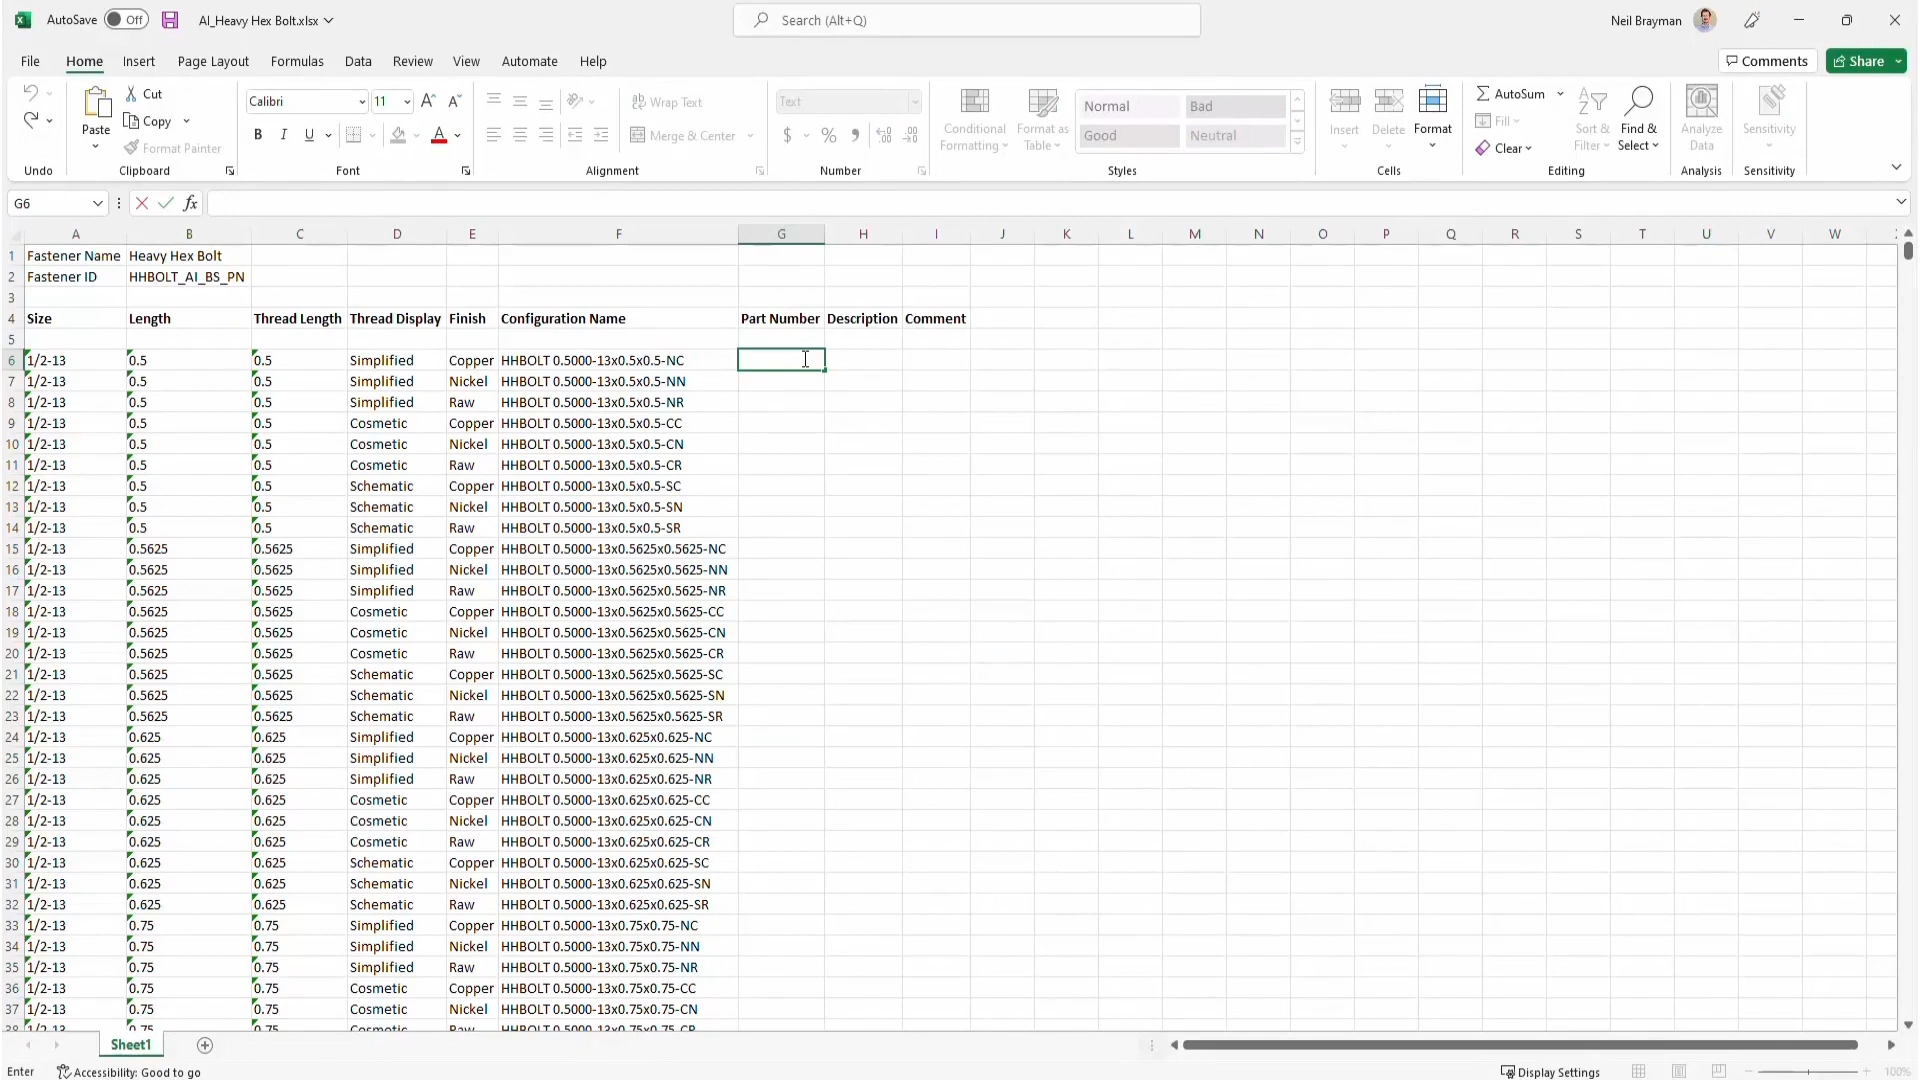 AutoSave Off AI_Heavy Hex Bolt.xlsx Search (Alt+Q) Neil Brayman
File Home Insert Page Layout Formulas Data Review View Automate Help Comments Share
Cut Calibri 11 Wrap Text Text Normal Bad AutoSum
Paste Copy Conditional Formatting Format as Table Insert Delete Format Fill Sort & Filter Find & Select Analyze Data Sensitivity
Format Painter B I U Merge & Center $ % Good Neutral Clear
Undo Clipboard Font Alignment Number Styles Cells Editing Analysis Sensitivity
G6 fx
A B C D E F G H I J K L M N O P Q R S T U V W
1 Fastener Name Heavy Hex Bolt
2 Fastener ID HHBOLT_AI_BS_PN
3
4 Size Length Thread Length Thread Display Finish Configuration Name Part Number Description Comment
5
6 1/2-13 0.5 0.5 Simplified Copper HHBOLT 0.5000-13x0.5x0.5-NC
7 1/2-13 0.5 0.5 Simplified Nickel HHBOLT 0.5000-13x0.5x0.5-NN
8 1/2-13 0.5 0.5 Simplified Raw HHBOLT 0.5000-13x0.5x0.5-NR
9 1/2-13 0.5 0.5 Cosmetic Copper HHBOLT 0.5000-13x0.5x0.5-CC
10 1/2-13 0.5 0.5 Cosmetic Nickel HHBOLT 0.5000-13x0.5x0.5-CN
11 1/2-13 0.5 0.5 Cosmetic Raw HHBOLT 0.5000-13x0.5x0.5-CR
12 1/2-13 0.5 0.5 Schematic Copper HHBOLT 0.5000-13x0.5x0.5-SC
13 1/2-13 0.5 0.5 Schematic Nickel HHBOLT 0.5000-13x0.5x0.5-SN
14 1/2-13 0.5 0.5 Schematic Raw HHBOLT 0.5000-13x0.5x0.5-SR
15 1/2-13 0.5625 0.5625 Simplified Copper HHBOLT 0.5000-13x0.5625x0.5625-NC
16 1/2-13 0.5625 0.5625 Simplified Nickel HHBOLT 0.5000-13x0.5625x0.5625-NN
17 1/2-13 0.5625 0.5625 Simplified Raw HHBOLT 0.5000-13x0.5625x0.5625-NR
18 1/2-13 0.5625 0.5625 Cosmetic Copper HHBOLT 0.5000-13x0.5625x0.5625-CC
19 1/2-13 0.5625 0.5625 Cosmetic Nickel HHBOLT 0.5000-13x0.5625x0.5625-CN
20 1/2-13 0.5625 0.5625 Cosmetic Raw HHBOLT 0.5000-13x0.5625x0.5625-CR
21 1/2-13 0.5625 0.5625 Schematic Copper HHBOLT 0.5000-13x0.5625x0.5625-SC
22 1/2-13 0.5625 0.5625 Schematic Nickel HHBOLT 0.5000-13x0.5625x0.5625-SN
23 1/2-13 0.5625 0.5625 Schematic Raw HHBOLT 0.5000-13x0.5625x0.5625-SR
24 1/2-13 0.625 0.625 Simplified Copper HHBOLT 0.5000-13x0.625x0.625-NC
25 1/2-13 0.625 0.625 Simplified Nickel HHBOLT 0.5000-13x0.625x0.625-NN
26 1/2-13 0.625 0.625 Simplified Raw HHBOLT 0.5000-13x0.625x0.625-NR
27 1/2-13 0.625 0.625 Cosmetic Copper HHBOLT 0.5000-13x0.625x0.625-CC
28 1/2-13 0.625 0.625 Cosmetic Nickel HHBOLT 0.5000-13x0.625x0.625-CN
29 1/2-13 0.625 0.625 Cosmetic Raw HHBOLT 0.5000-13x0.625x0.625-CR
30 1/2-13 0.625 0.625 Schematic Copper HHBOLT 0.5000-13x0.625x0.625-SC
31 1/2-13 0.625 0.625 Schematic Nickel HHBOLT 0.5000-13x0.625x0.625-SN
32 1/2-13 0.625 0.625 Schematic Raw HHBOLT 0.5000-13x0.625x0.625-SR
33 1/2-13 0.75 0.75 Simplified Copper HHBOLT 0.5000-13x0.75x0.75-NC
34 1/2-13 0.75 0.75 Simplified Nickel HHBOLT 0.5000-13x0.75x0.75-NN
35 1/2-13 0.75 0.75 Simplified Raw HHBOLT 0.5000-13x0.75x0.75-NR
36 1/2-13 0.75 0.75 Cosmetic Copper HHBOLT 0.5000-13x0.75x0.75-CC
37 1/2-13 0.75 0.75 Cosmetic Nickel HHBOLT 0.5000-13x0.75x0.75-CN
38 1/2-13 0.75 0.75 Cosmetic Raw HHBOLT 0.5000-13x0.75x0.75-CR
Sheet1
Enter Accessibility: Good to go Display Settings 100%